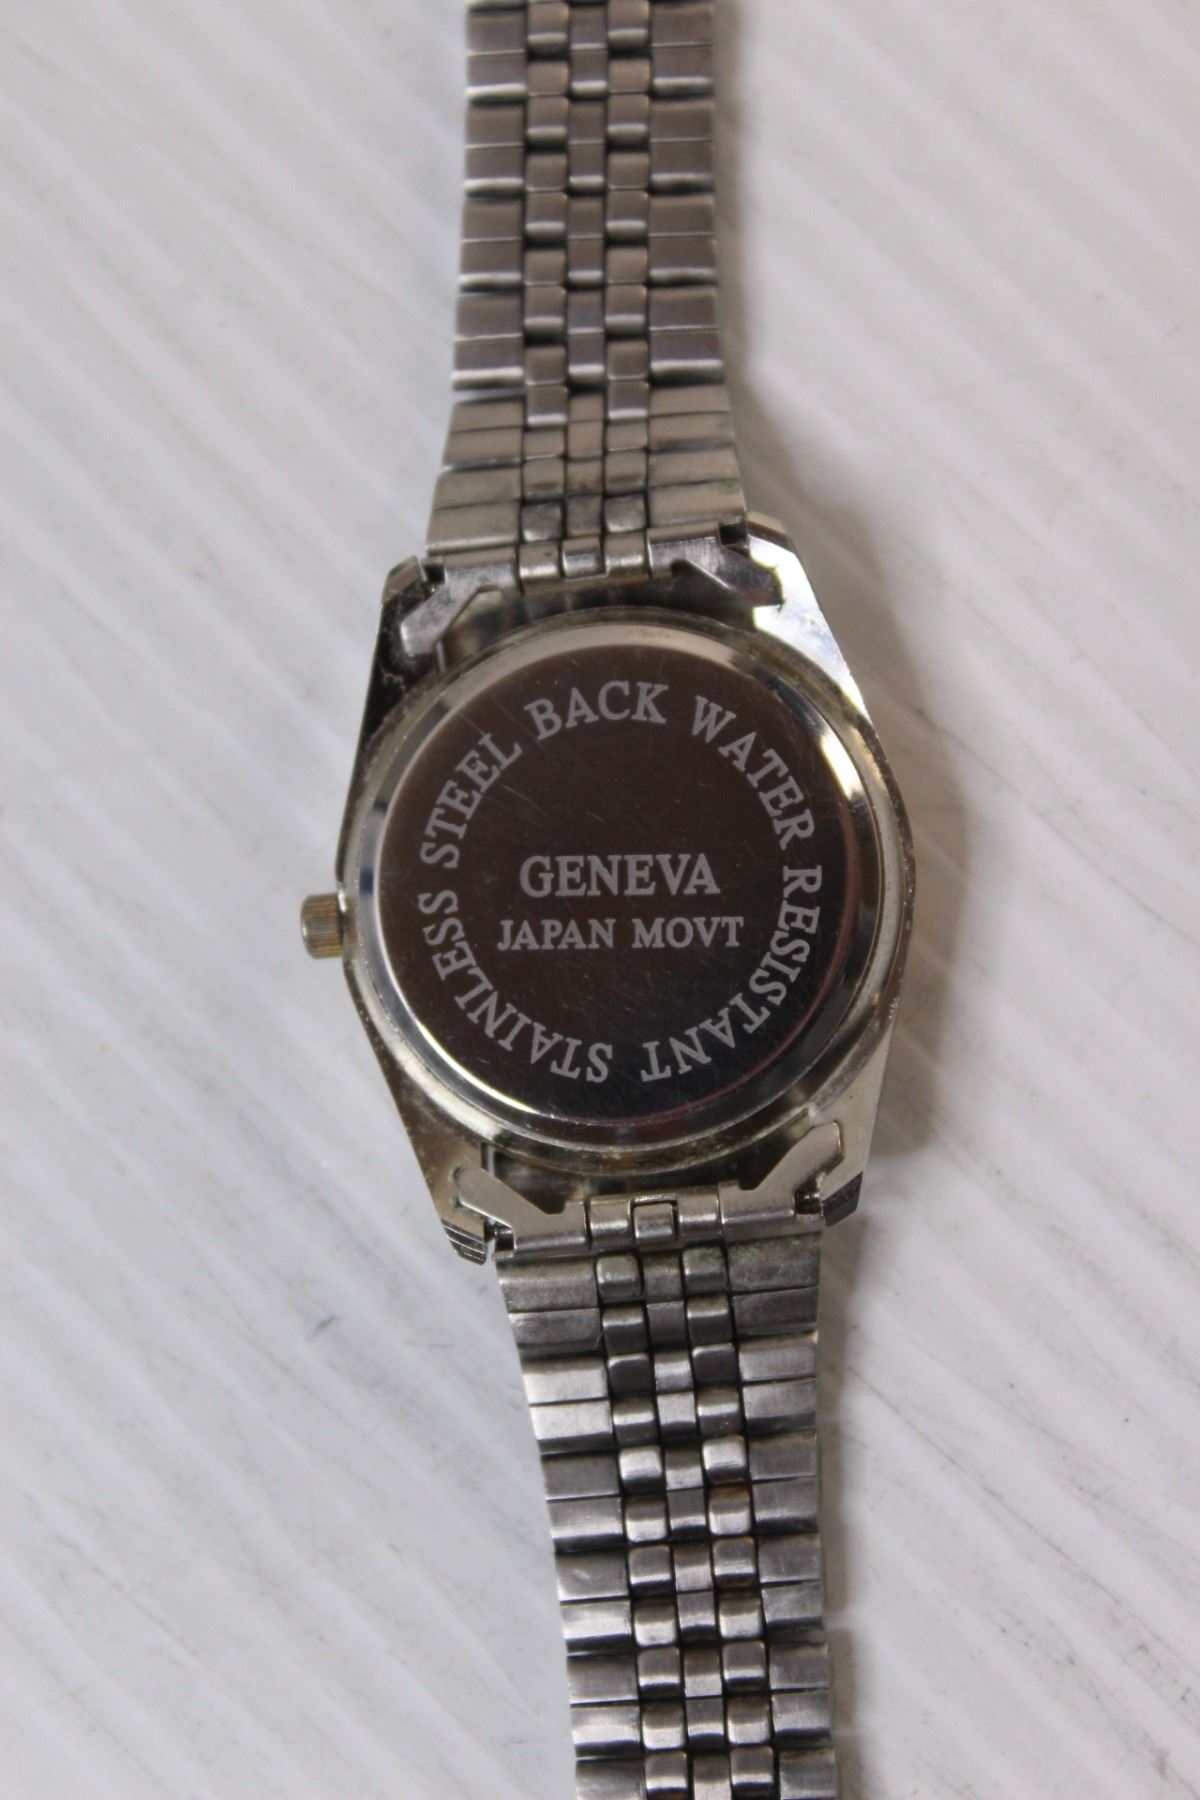 STAINLESS STEEL BACK WATER RESISTANT
GENEVA
JAPAN MOVT